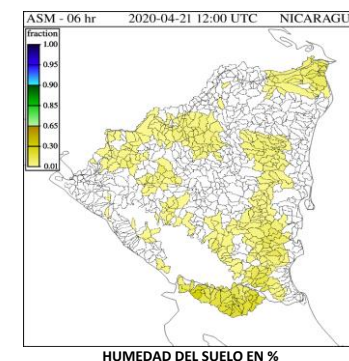 ASM - 06 hr 2020-04-21 12:00 UTC NICARAGU
fraction
1.00
0.95
0.90
0.85
0.65
0.30
0.01
HUMEDAD DEL SUELO EN %